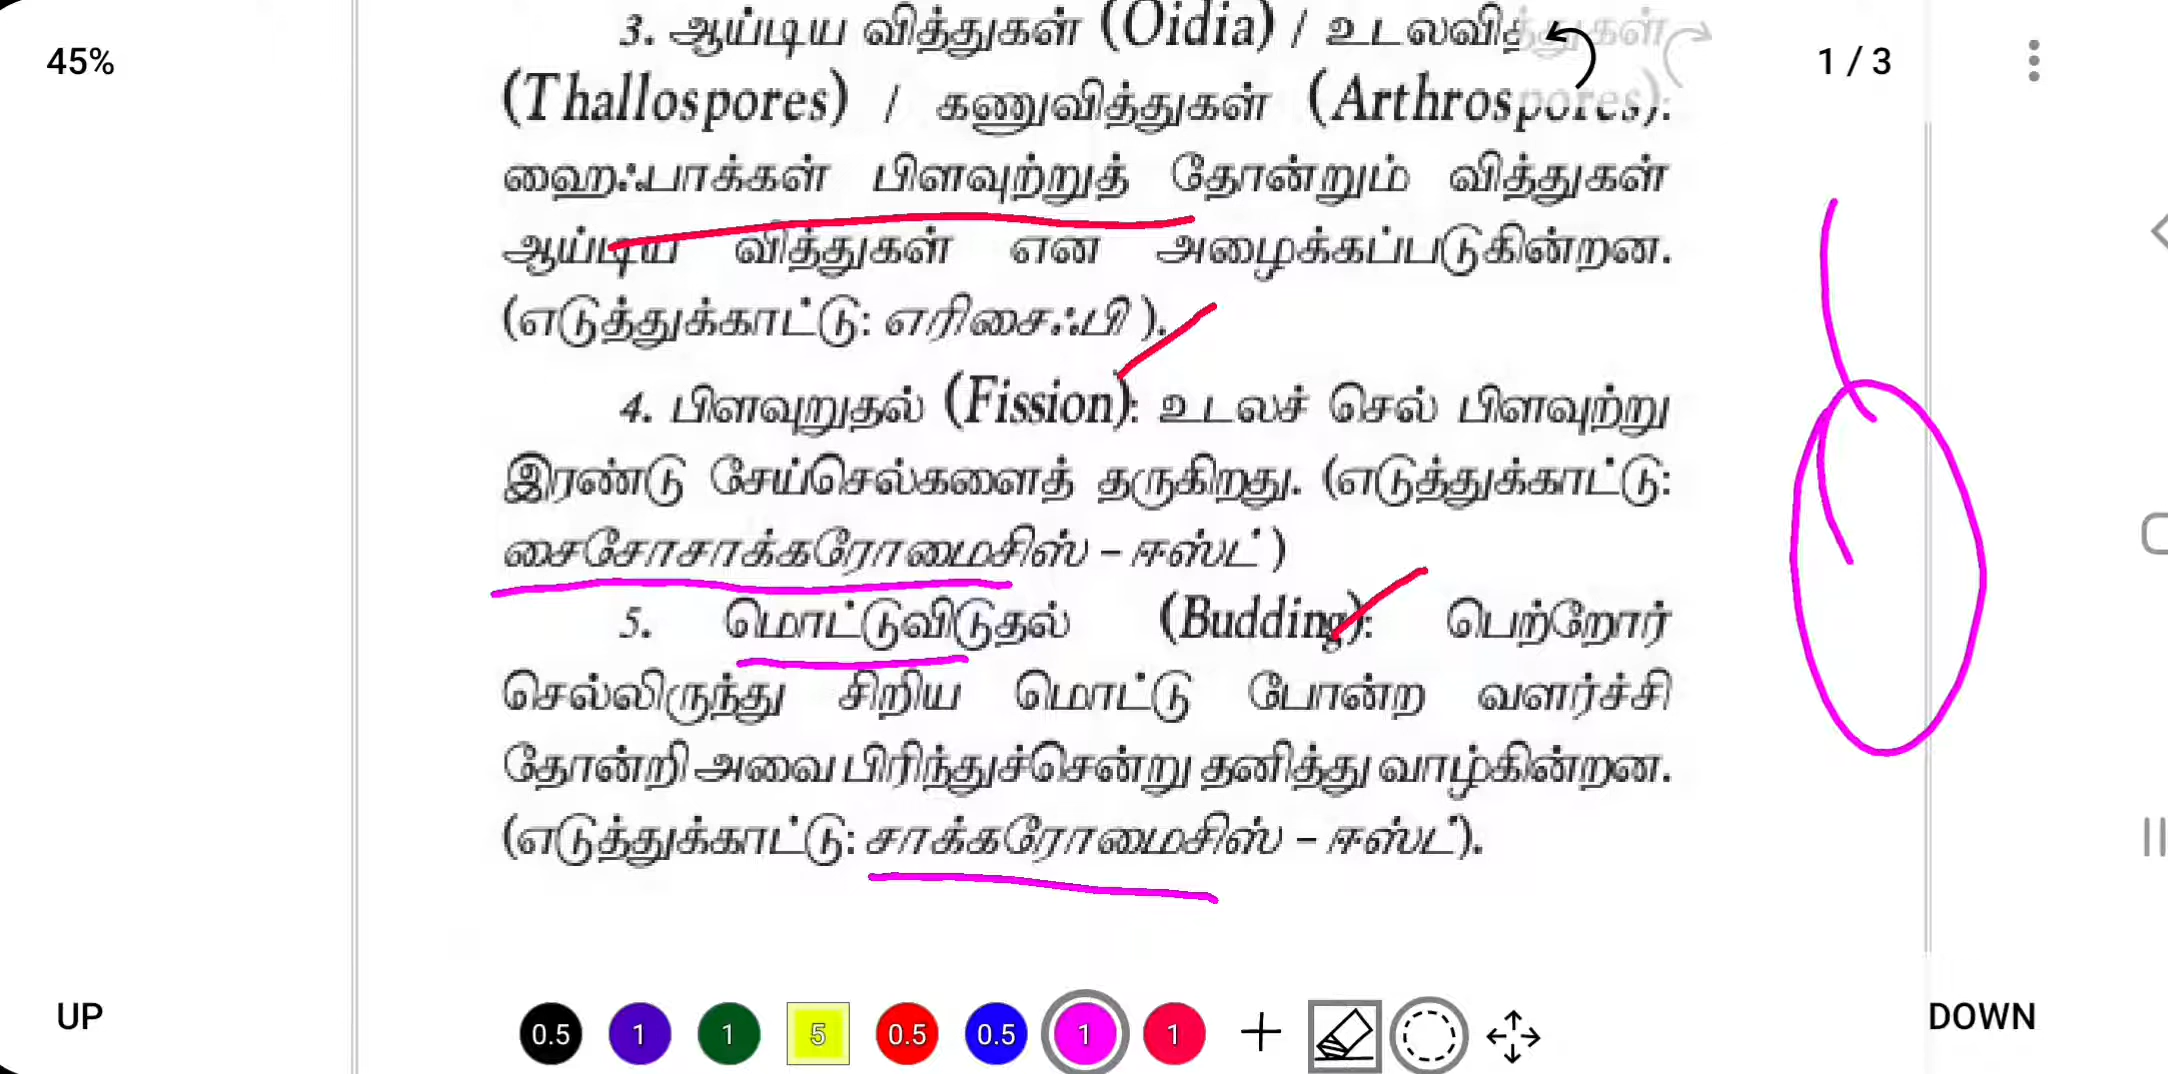 45%
1 / 3
3. ஆய்டிய வித்துகள் (Oidia) / உடலவித்துகள்
(Thallospores) / கணுவித்துகள் (Arthrospores):
ஹைஃபாக்கள் பிளவுற்றுத் தோன்றும் வித்துகள்
ஆய்டிய வித்துகள் என அழைக்கப்படுகின்றன.
(எடுத்துக்காட்டு: எரிசைஃபி ).
4. பிளவுறுதல் (Fission): உடலச் செல் பிளவுற்று
இரண்டு சேய்செல்களைத் தருகிறது. (எடுத்துக்காட்டு:
சைசோசாக்கரோமைசிஸ் – ஈஸ்ட் )
5. மொட்டுவிடுதல் (Budding): பெற்றோர்
செல்லிருந்து சிறிய மொட்டு போன்ற வளர்ச்சி
தோன்றி அவை பிரிந்துச்சென்று தனித்து வாழ்கின்றன.
(எடுத்துக்காட்டு: சாக்கரோமைசிஸ் – ஈஸ்ட்).
UP
DOWN
0.5 1 1 5 0.5 0.5 1 1